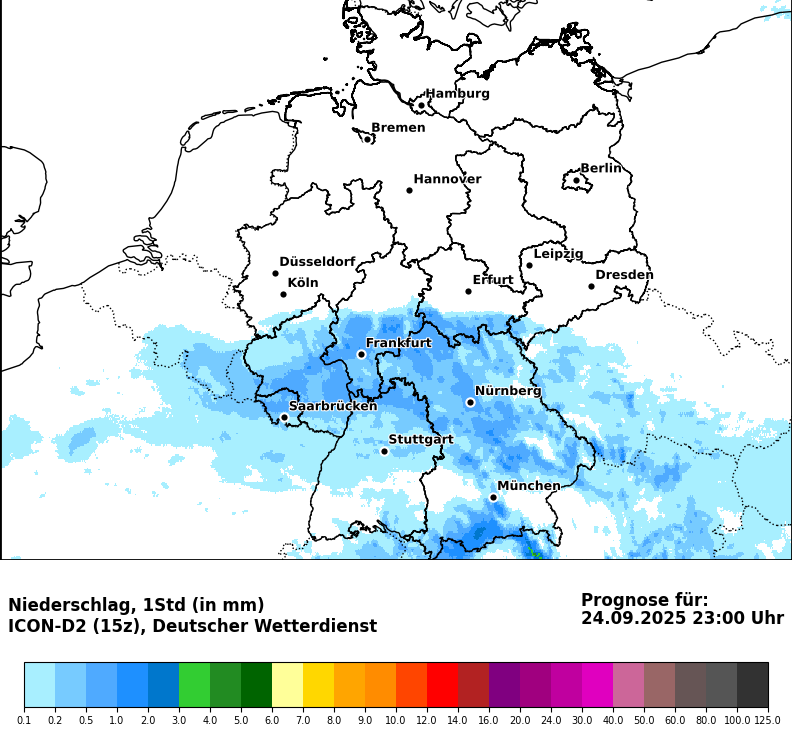 Hamburg
Bremen
Berlin
Hannover
Leipzig
Düsseldorf
Dresden
Köln
Erfurt
Frankfurt
Nürnberg
Saarbrücken
Stuttgart
München
Niederschlag, 1Std (in mm)
ICON-D2 (15z), Deutscher Wetterdienst
Prognose für:
24.09.2025 23:00 Uhr
0.1 0.2 0.5 1.0 2.0 3.0 4.0 5.0 6.0 7.0 8.0 9.0 10.0 12.0 14.0 16.0 20.0 24.0 30.0 40.0 50.0 60.0 80.0 100.0 125.0